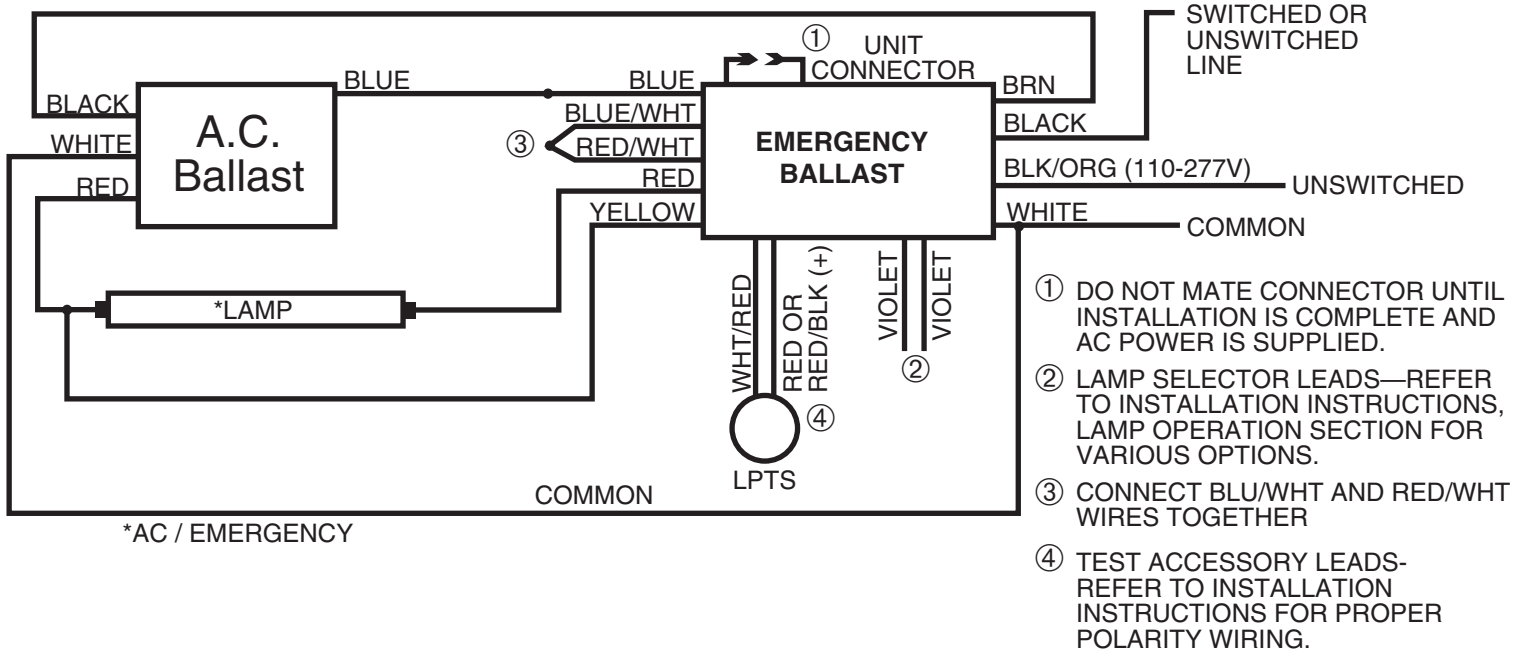 SWITCHED OR
UNSWITCHED
LINE
① UNIT
CONNECTOR
BLACK
WHITE
RED
A.C.
Ballast
BLUE
BLUE
BLUE/WHT
③
RED/WHT
RED
YELLOW
EMERGENCY
BALLAST
BRN
BLACK
BLK/ORG (110-277V)
UNSWITCHED
WHITE
COMMON
*LAMP
WHT/RED
RED OR
RED/BLK (+)
VIOLET
VIOLET
②
④
LPTS
COMMON
*AC / EMERGENCY
① DO NOT MATE CONNECTOR UNTIL
INSTALLATION IS COMPLETE AND
AC POWER IS SUPPLIED.
② LAMP SELECTOR LEADS—REFER
TO INSTALLATION INSTRUCTIONS,
LAMP OPERATION SECTION FOR
VARIOUS OPTIONS.
③ CONNECT BLU/WHT AND RED/WHT
WIRES TOGETHER
④ TEST ACCESSORY LEADS-
REFER TO INSTALLATION
INSTRUCTIONS FOR PROPER
POLARITY WIRING.